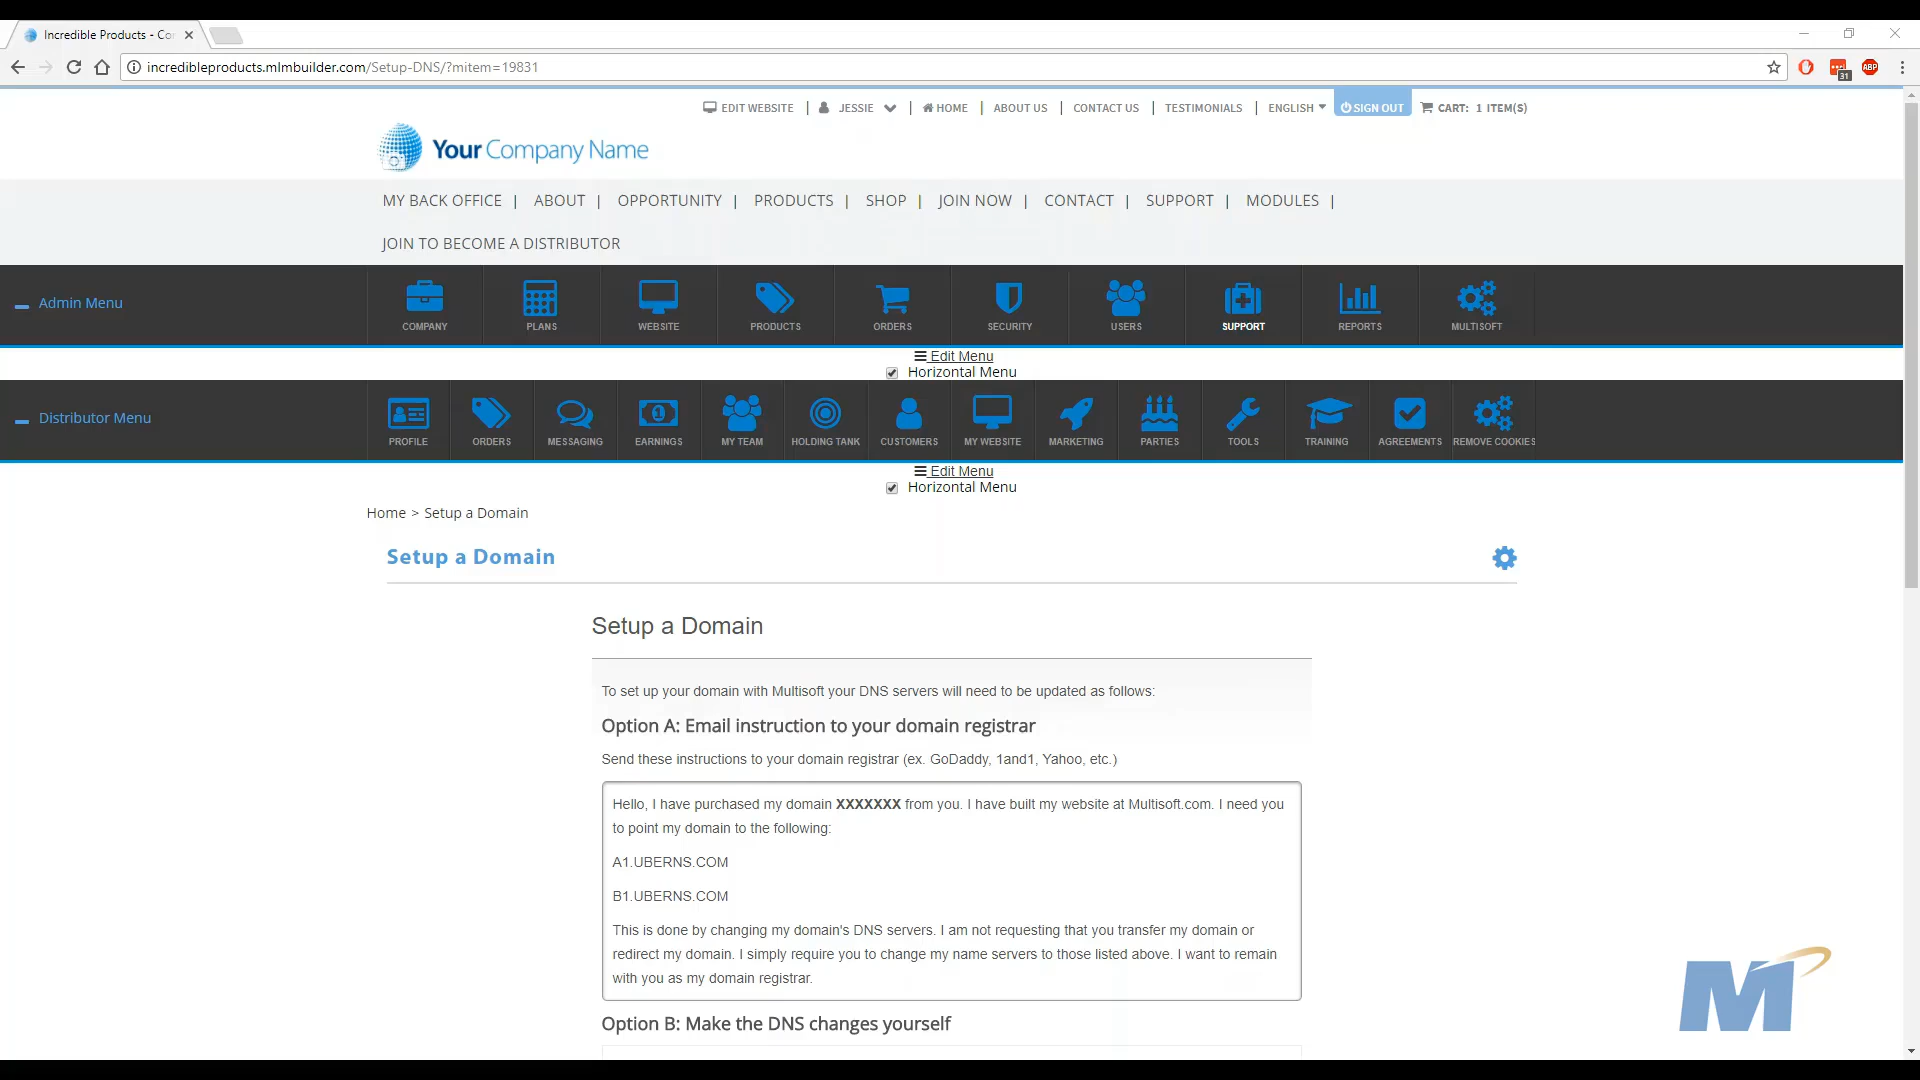 Incredible Products - Co
incredibleproducts.mlmbuilder.com/Setup-DNS/?mitem=19831
31
ABP
EDIT WEBSITE | JESSIE | HOME | ABOUT US | CONTACT US | TESTIMONIALS | ENGLISH SIGN OUT CART: 1 ITEM(S)
Your Company Name
MY BACK OFFICE | ABOUT | OPPORTUNITY | PRODUCTS | SHOP | JOIN NOW | CONTACT | SUPPORT | MODULES |
JOIN TO BECOME A DISTRIBUTOR
Admin Menu
COMPANY PLANS WEBSITE PRODUCTS ORDERS SECURITY USERS SUPPORT REPORTS MULTISOFT
Edit Menu
Horizontal Menu
Distributor Menu
PROFILE ORDERS MESSAGING EARNINGS MY TEAM HOLDING TANK CUSTOMERS MY WEBSITE MARKETING PARTIES TOOLS TRAINING AGREEMENTS REMOVE COOKIES
Edit Menu
Horizontal Menu
Home > Setup a Domain
Setup a Domain
Setup a Domain
To set up your domain with Multisoft your DNS servers will need to be updated as follows:
Option A: Email instruction to your domain registrar
Send these instructions to your domain registrar (ex. GoDaddy, 1and1, Yahoo, etc.)
Hello, I have purchased my domain XXXXXXX from you. I have built my website at Multisoft.com. I need you
to point my domain to the following:
A1.UBERNS.COM
B1.UBERNS.COM
This is done by changing my domain's DNS servers. I am not requesting that you transfer my domain or
redirect my domain. I simply require you to change my name servers to those listed above. I want to remain
with you as my domain registrar.
Option B: Make the DNS changes yourself
M